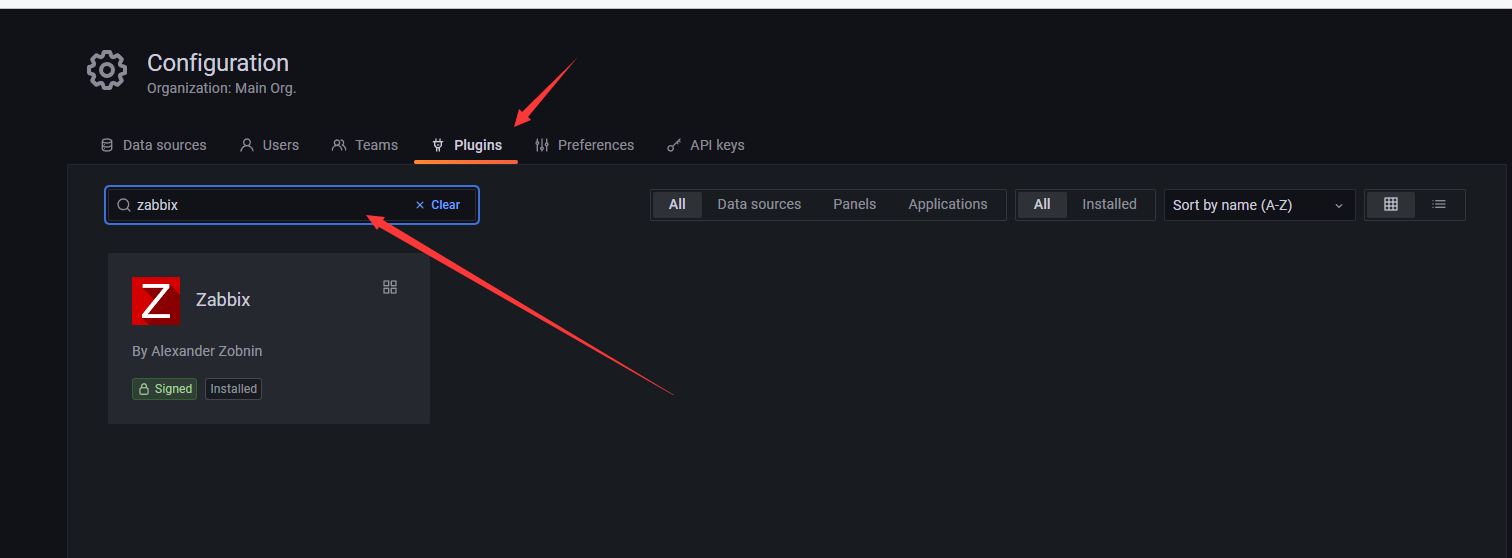 Configuration
Organization: Main Org.
Data sources Users Teams Plugins Preferences API keys
zabbix Clear All Data sources Panels Applications All Installed Sort by name (A-Z)
Z Zabbix
By Alexander Zobnin
Signed Installed